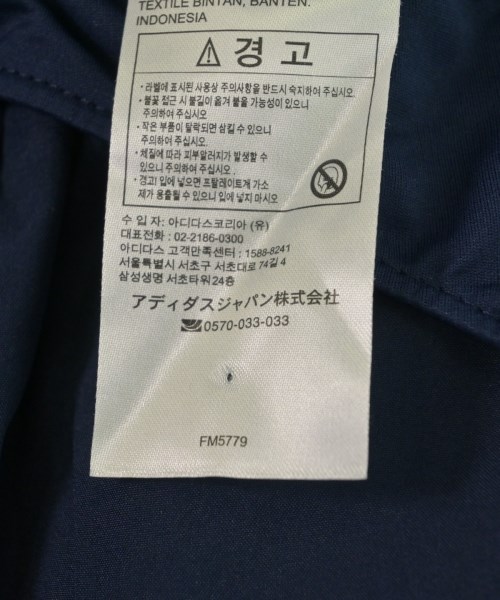 TEXTILE BINTAN, BANTEN.
INDONESIA
경 고
· 라벨에 표시된 사용상 주의사항을 반드시 숙지하여 주십시오.
· 불꽃 접근 시 불길이 옮겨 붙을 가능성이 있으니
주의하여 주십시오
· 작은 부품이 탈락되면 삼킬 수 있으니
주의하여 주십시오.
· 체질에 따라 피부알러지가 발생할 수
있으니 주의하여 주십시오 .
· 경고! 입에 넣으면 프탈레이트계 가소
제가 용출될 수 있으니 입에 넣지 마시오
수 입 자: 아디다스코리아 (유)
대표전화 : 02-2186-0300
아디다스 고객만족센터 : 1588-8241
서울특별시 서초구 서초대로 74길 4
삼성생명 서초타워 24층
アディダスジャパン株式会社
0570-033-033
FM5779